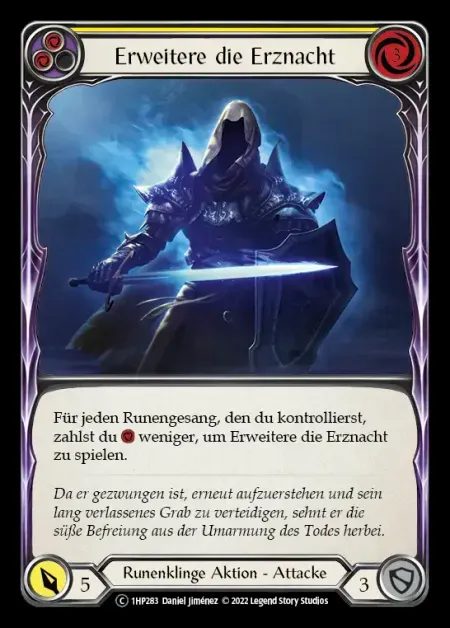 Erweitere die Erznacht
3
Für jeden Runengesang, den du kontrollierst,
zahlst du weniger, um Erweitere die Erznacht
zu spielen.
Da er gezwungen ist, erneut aufzuerstehen und sein
lang verlassenes Grab zu verteidigen, sehnt er die
süße Befreiung aus der Umarmung des Todes herbei.
5
Runenklinge Aktion - Attacke
3
C 1HP283 Daniel Jiménez © 2022 Legend Story Studios